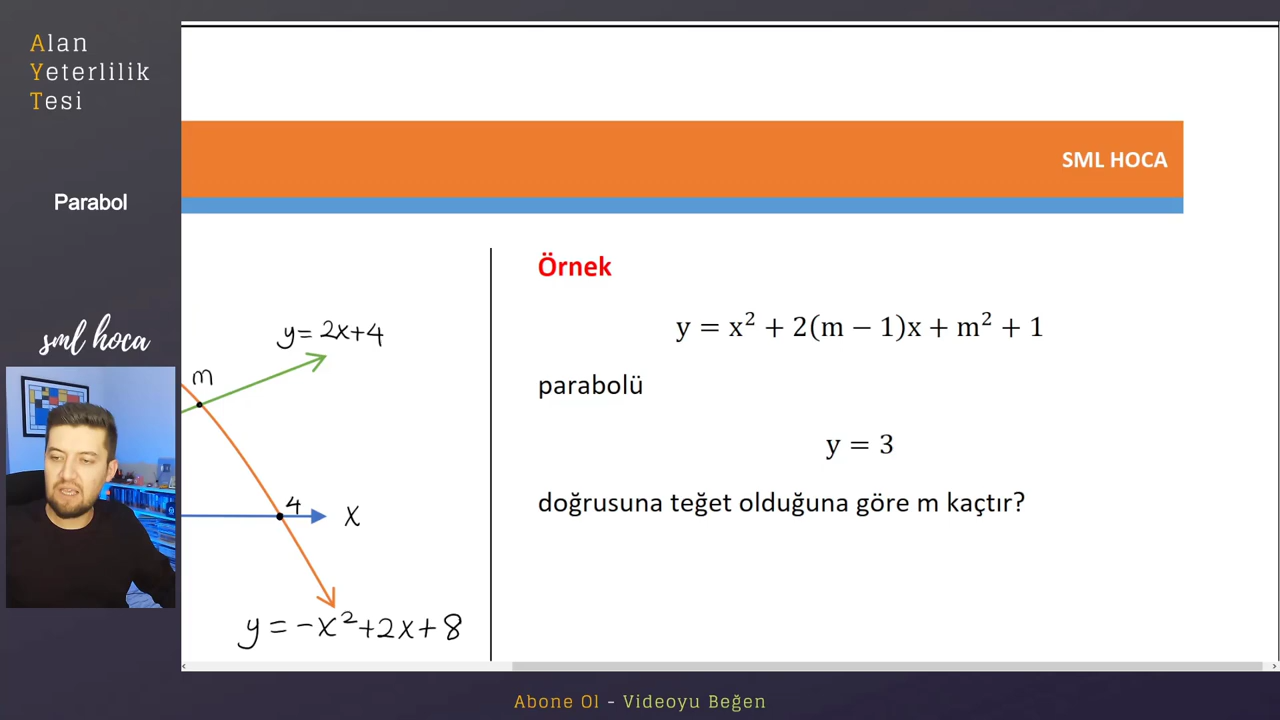 Alan
Yeterlilik
Tesi
Parabol
sml hoca
SML HOCA
y = 2x+4
m
4
x
y = -x²+2x+8
Örnek
y = x² + 2(m − 1)x + m² + 1
parabolü
y = 3
doğrusuna teğet olduğuna göre m kaçtır?
Abone Ol - Videoyu Beğen